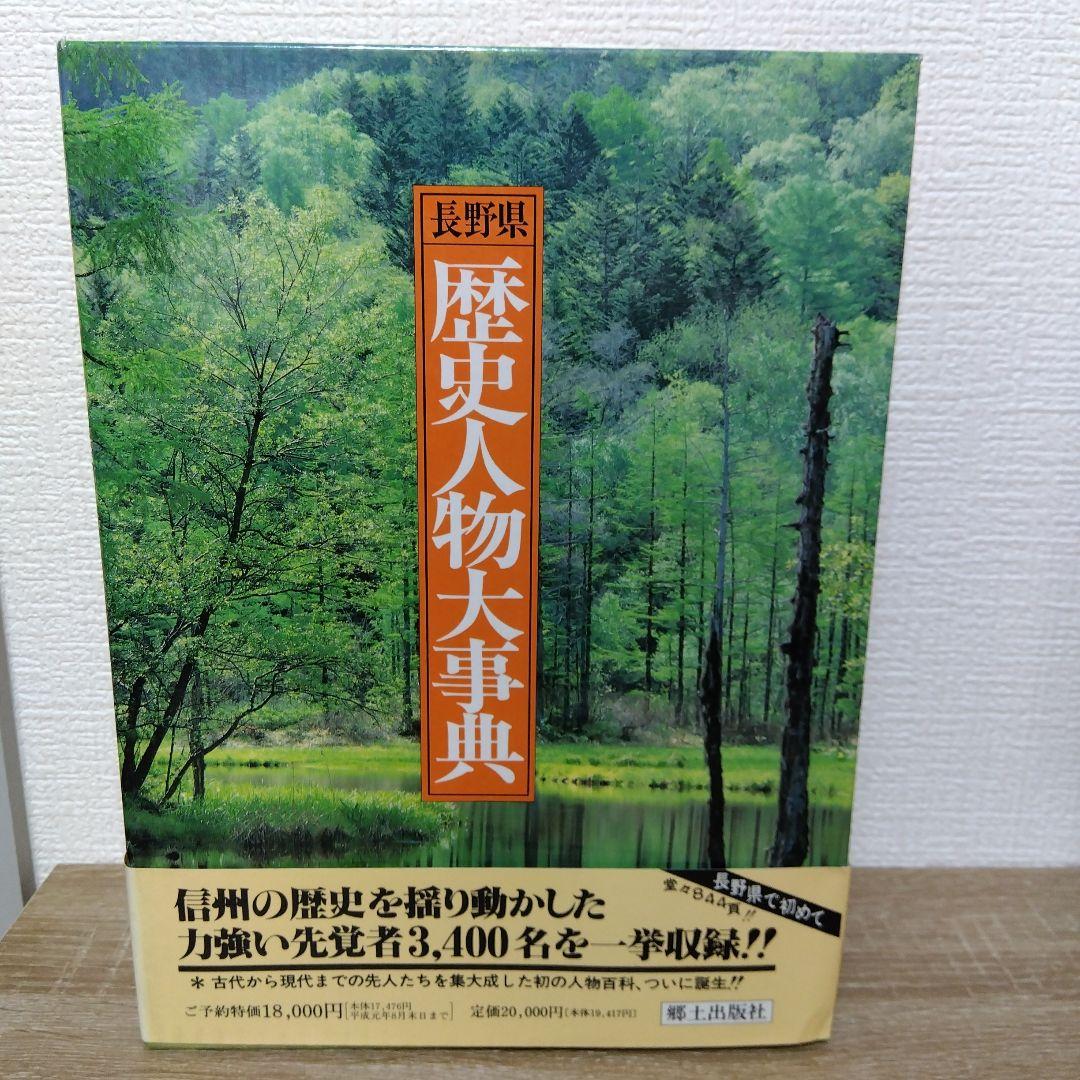 長野県
歴史人物大事典
長野県で初めて
堂々844頁!!
信州の歴史を揺り動かした
力強い先覚者3,400名を一挙収録!!
＊古代から現代までの先人たちを集大成した初の人物百科、ついに誕生!!
ご予約特価18,000円[本体17,476円
平成元年8月末日まで]
定価20,000円[本体19,417円]
郷土出版社